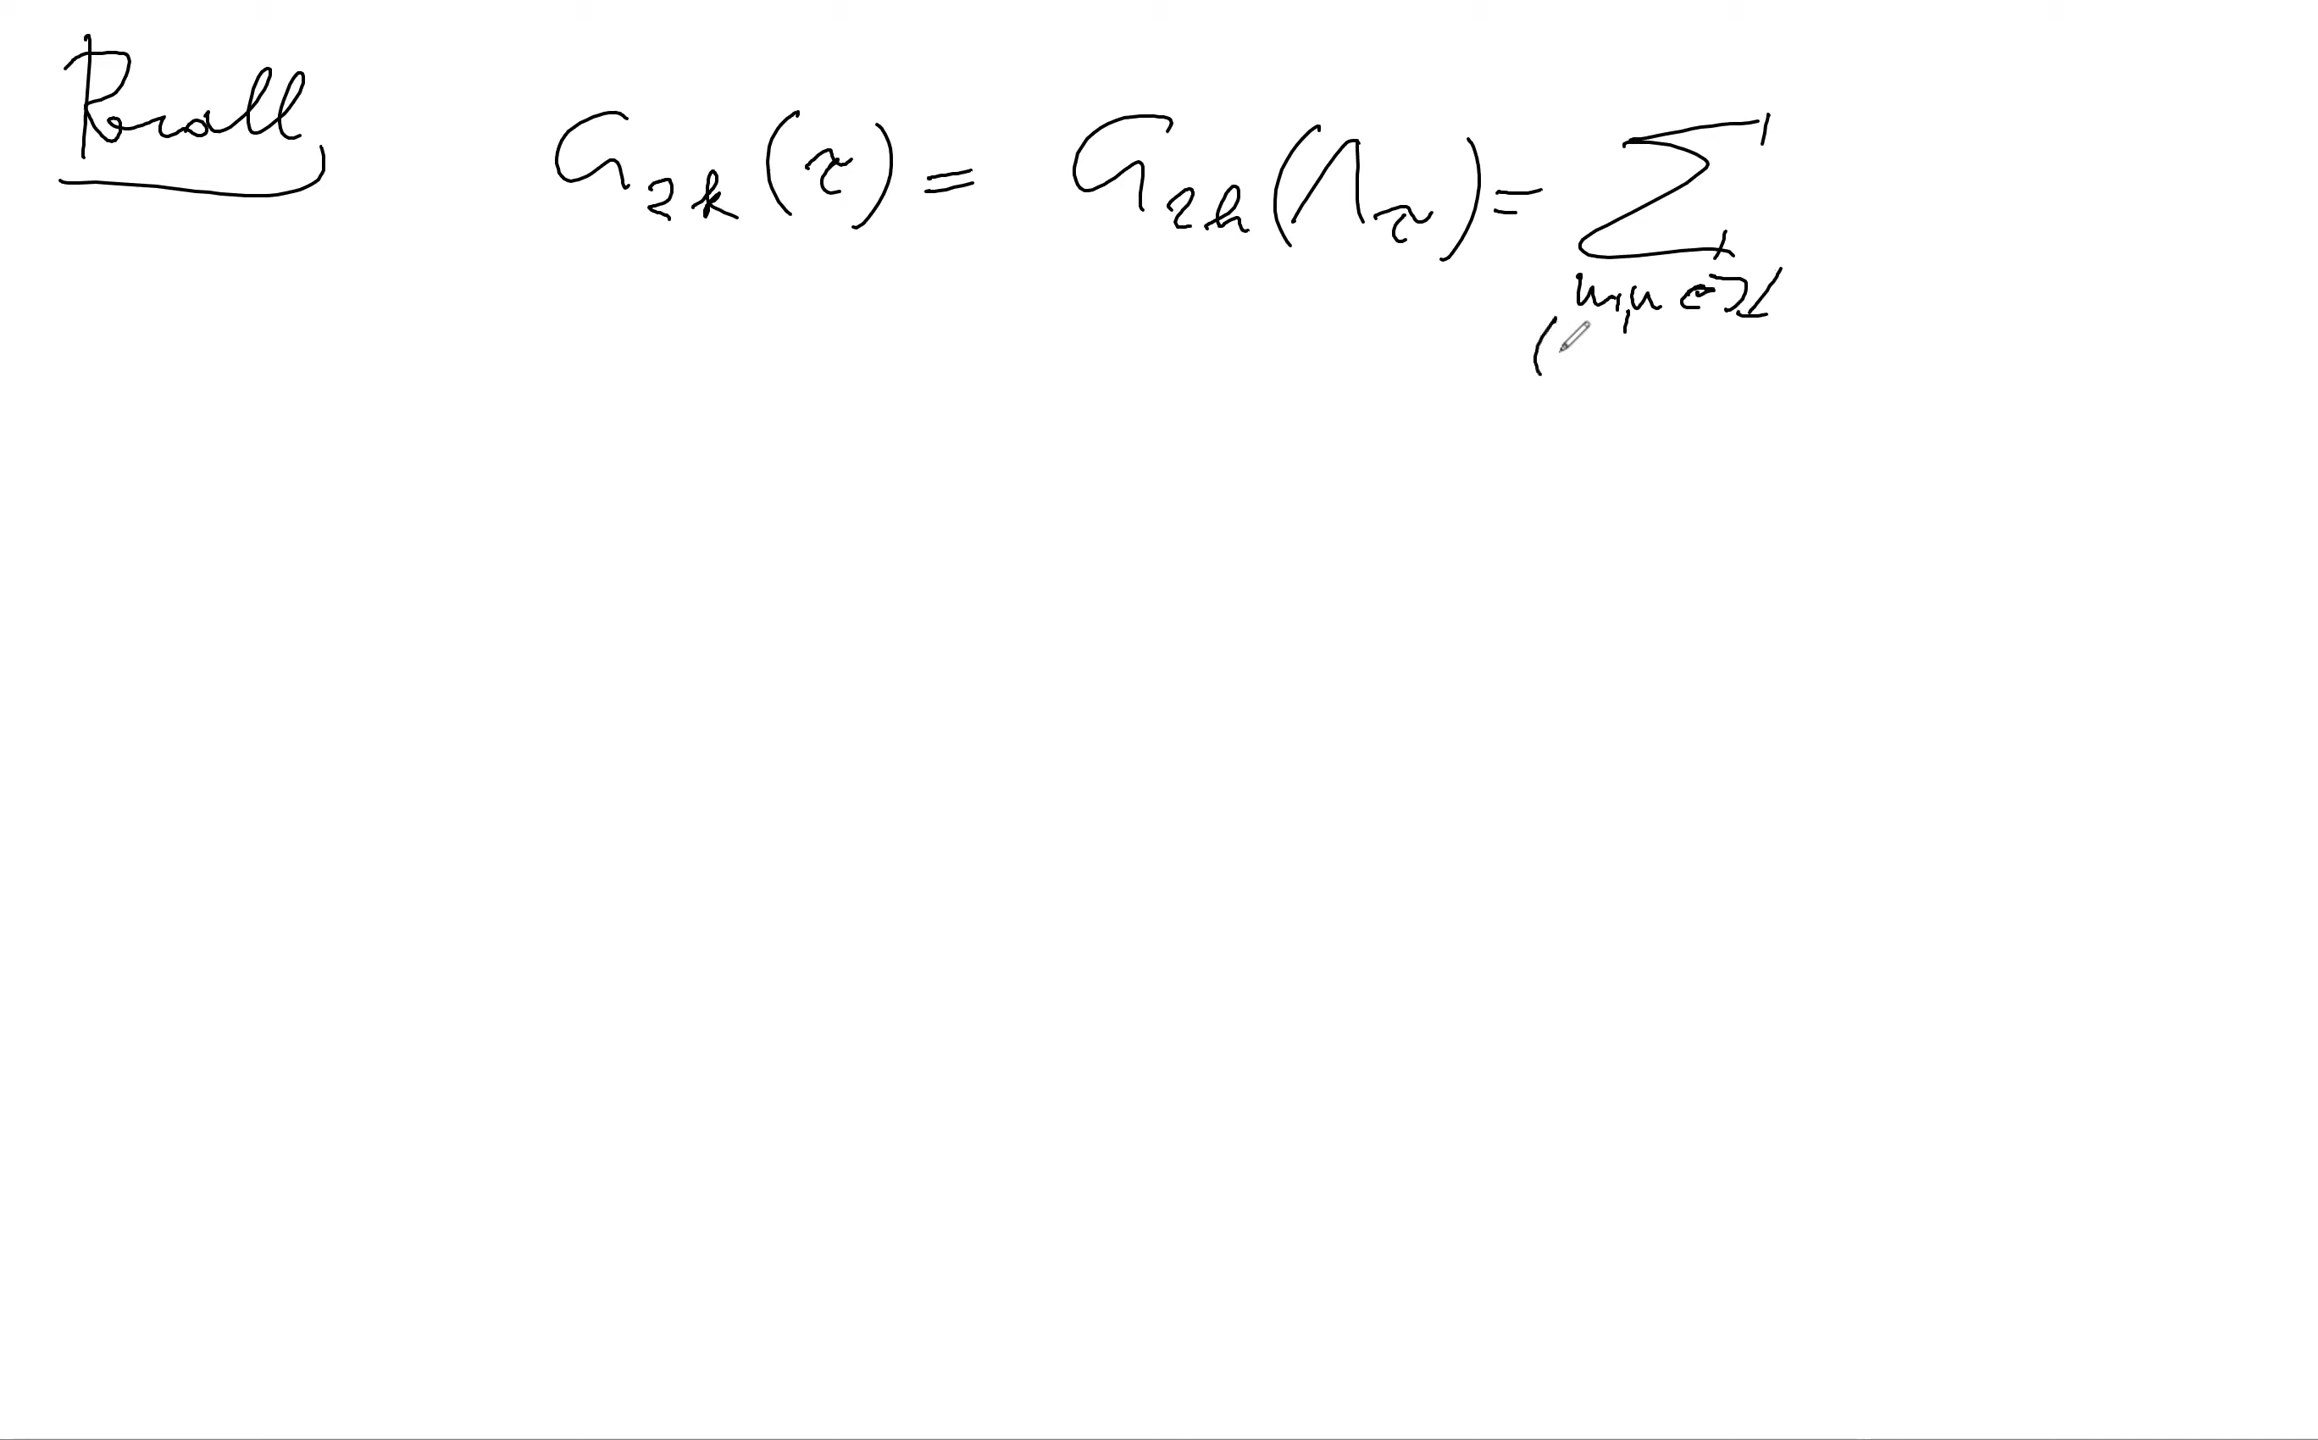 Recall G_{2k}(τ) = G_{2k}(Λ_τ) = Σ
m,n ∈ ℤ
(